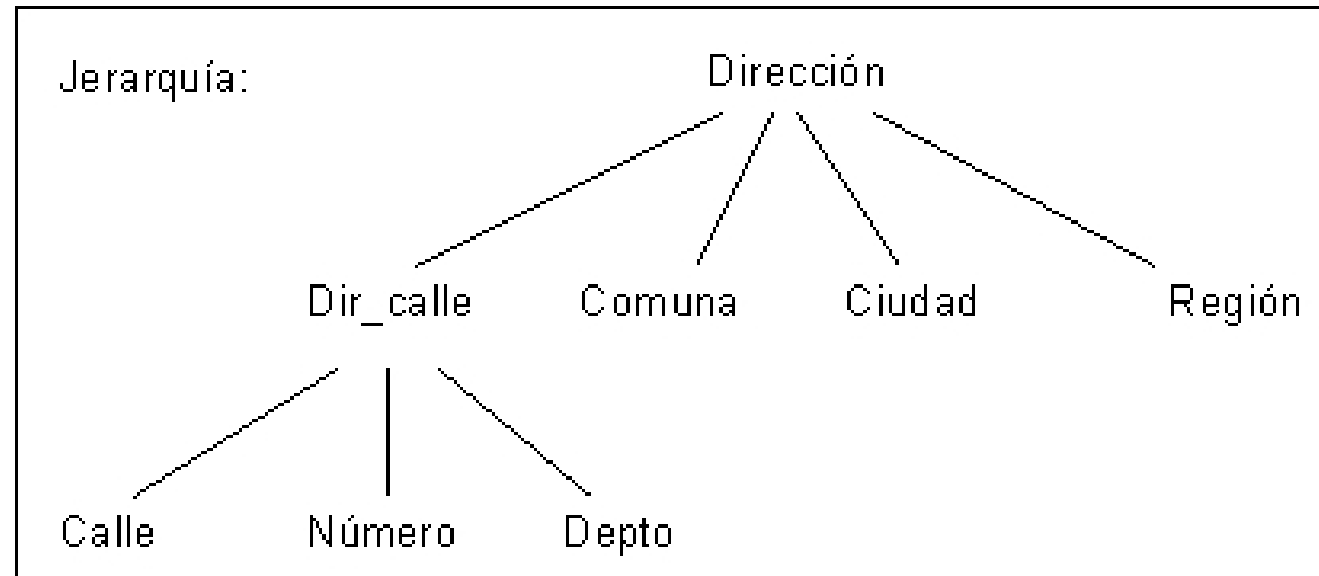 Jerarquía:
Dirección
Dir_calle Comuna Ciudad Región
Calle Número Depto